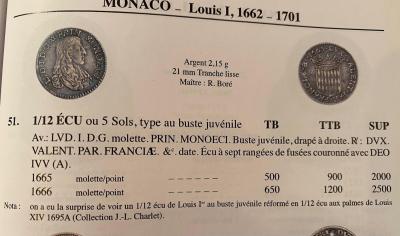 MONACO – Louis I, 1662 – 1701
Argent 2,15 g
21 mm Tranche lisse
Maître : R. Boré
51. 1/12 ÉCU ou 5 Sols, type au buste juvénile TB TTB SUP
Av.: LVD. I. D.G. molette. PRIN. MONOECI. Buste juvénile, drapé à droite. R/: DVX.
VALENT. PAR. FRANCIÆ. &c. date. Écu à sept rangées de fusées couronné avec DEO
IVV (A).
1665 molette/point – – – – – – 500 900 2000
1666 molette/point – – – – – – 650 1200 2500
Nota : on a eu la surprise de voir un 1/12 écu de Louis Ier au buste juvénile réformé en 1/12 écu aux palmes de Louis
XIV 1695A (Collection J.-L. Charlet).